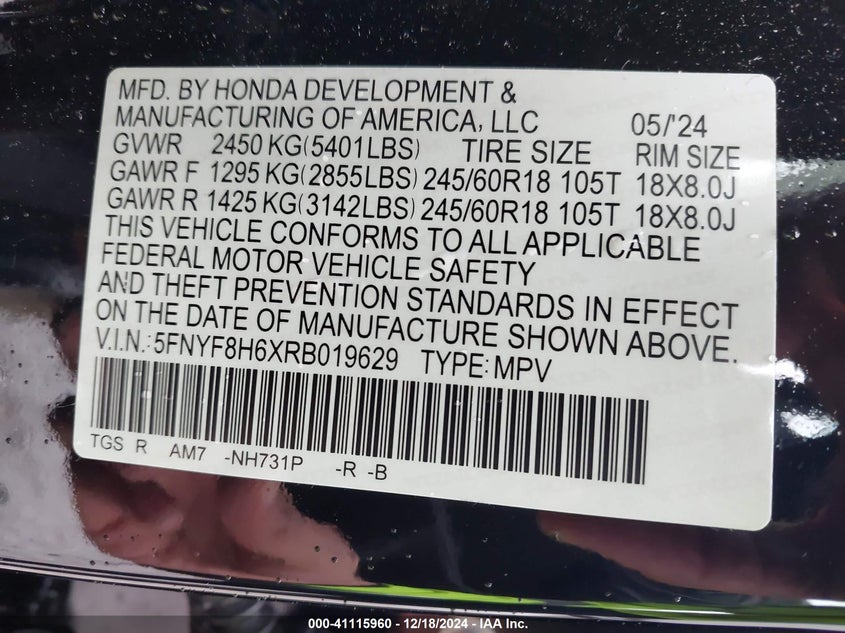 MFD. BY HONDA DEVELOPMENT &
MANUFACTURING OF AMERICA, LLC 05/'24
GVWR 2450 KG(5401LBS) TIRE SIZE RIM SIZE
GAWR F 1295 KG(2855LBS) 245/60R18 105T 18X8.0J
GAWR R 1425 KG(3142LBS) 245/60R18 105T 18X8.0J
THIS VEHICLE CONFORMS TO ALL APPLICABLE
FEDERAL MOTOR VEHICLE SAFETY
AND THEFT PREVENTION STANDARDS IN EFFECT
ON THE DATE OF MANUFACTURE SHOWN ABOVE.
V.I.N.:5FNYF8H6XRB019629 TYPE:MPV
TGS R AM7 -NH731P -R -B
000-41115960 - 12/18/2024 - IAA Inc.